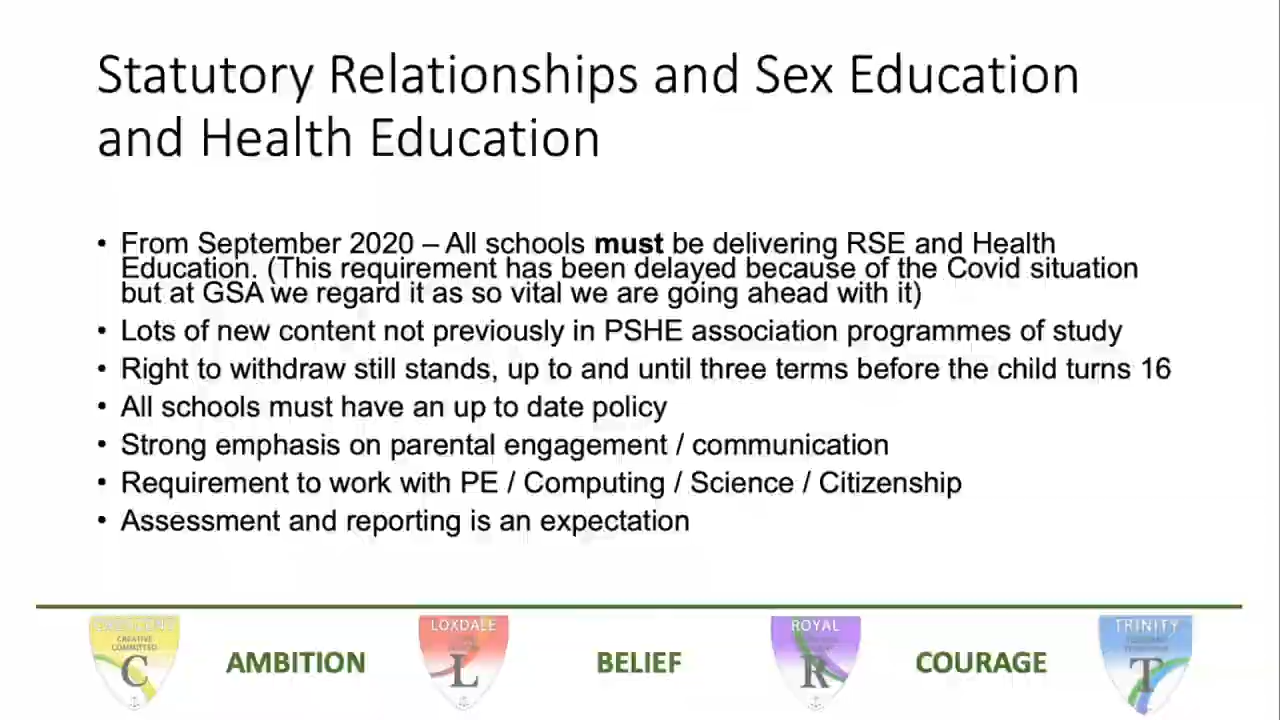 Statutory Relationships and Sex Education
and Health Education
• From September 2020 – All schools must be delivering RSE and Health
Education. (This requirement has been delayed because of the Covid situation
but at GSA we regard it as so vital we are going ahead with it)
• Lots of new content not previously in PSHE association programmes of study
• Right to withdraw still stands, up to and until three terms before the child turns 16
• All schools must have an up to date policy
• Strong emphasis on parental engagement / communication
• Requirement to work with PE / Computing / Science / Citizenship
• Assessment and reporting is an expectation
CREATIVE
COMMITTED
C
AMBITION
LOXDALE
L
BELIEF
ROYAL
R
COURAGE
TRINITY
T